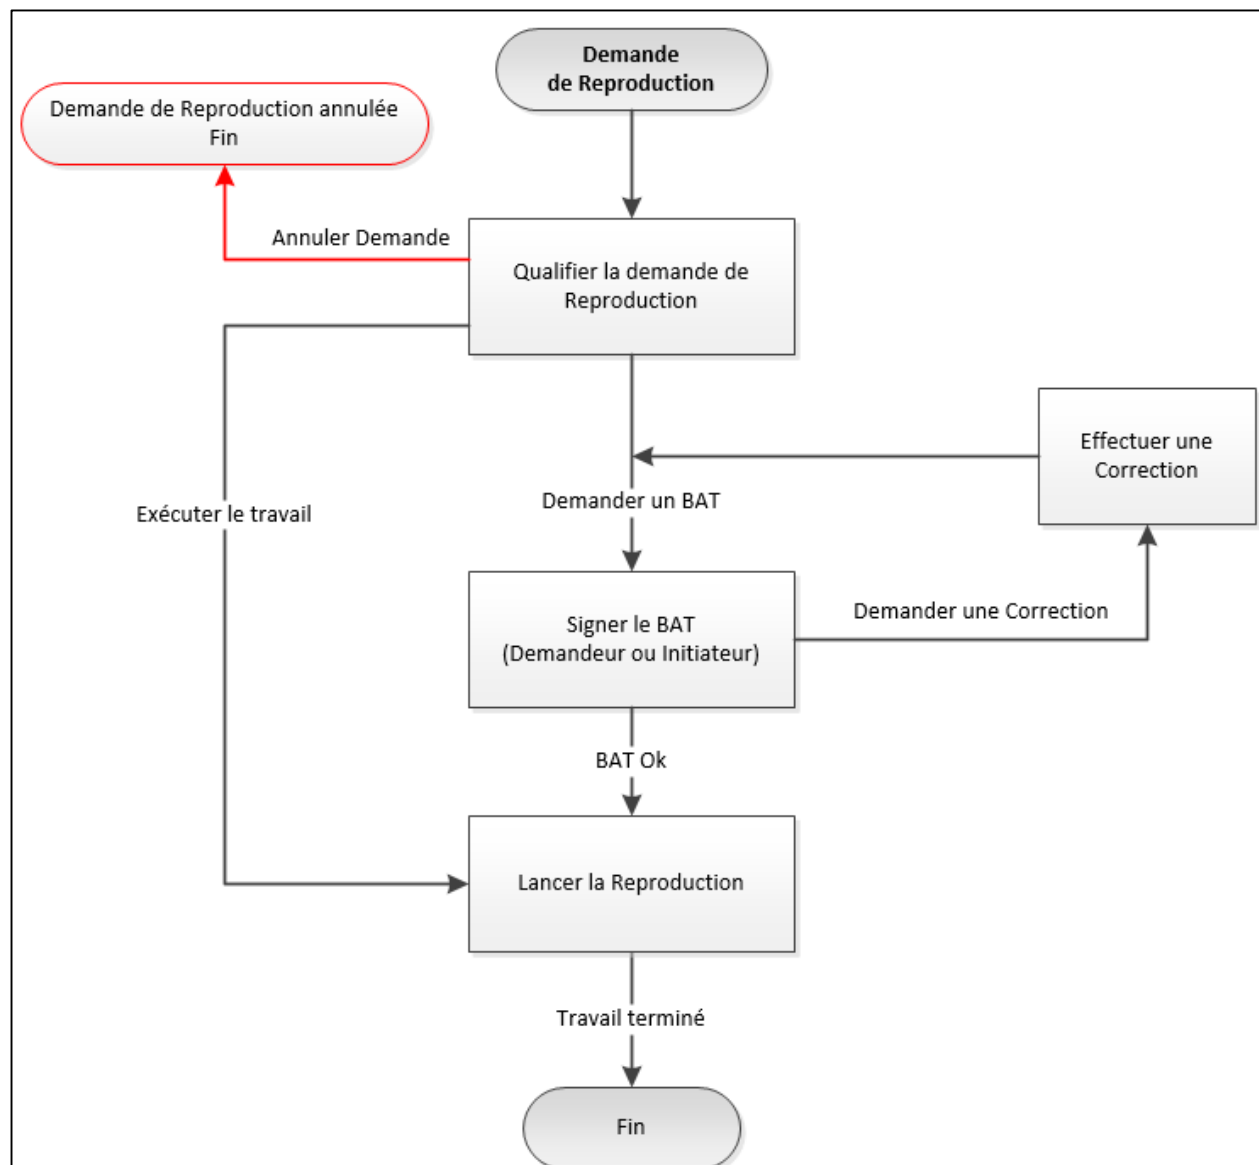 Demande
de Reproduction
Demande de Reproduction annulée
Fin
Annuler Demande
Qualifier la demande de
Reproduction
Effectuer une
Correction
Exécuter le travail
Demander un BAT
Signer le BAT
(Demandeur ou Initiateur)
Demander une Correction
BAT Ok
Lancer la Reproduction
Travail terminé
Fin